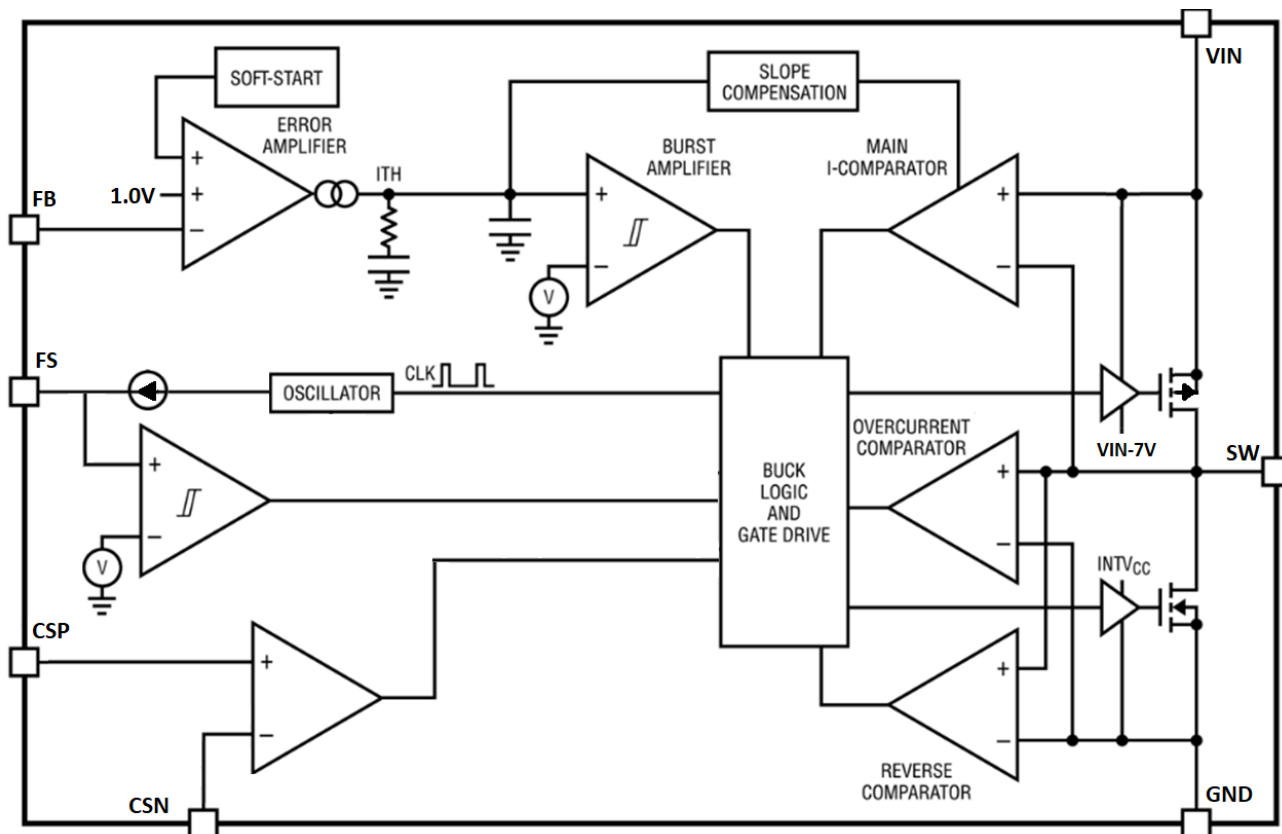 VIN
SOFT-START
SLOPE
COMPENSATION
ERROR
AMPLIFIER
BURST
AMPLIFIER
MAIN
I-COMPARATOR
ITH
+
+
1.0V
+
−
FB
+
−
V
+
−
FS
OSCILLATOR
CLK
VIN-7V
OVERCURRENT
COMPARATOR
SW
+
−
V
BUCK
LOGIC
AND
GATE DRIVE
+
−
INTVCC
CSP
+
−
+
−
REVERSE
COMPARATOR
CSN
GND